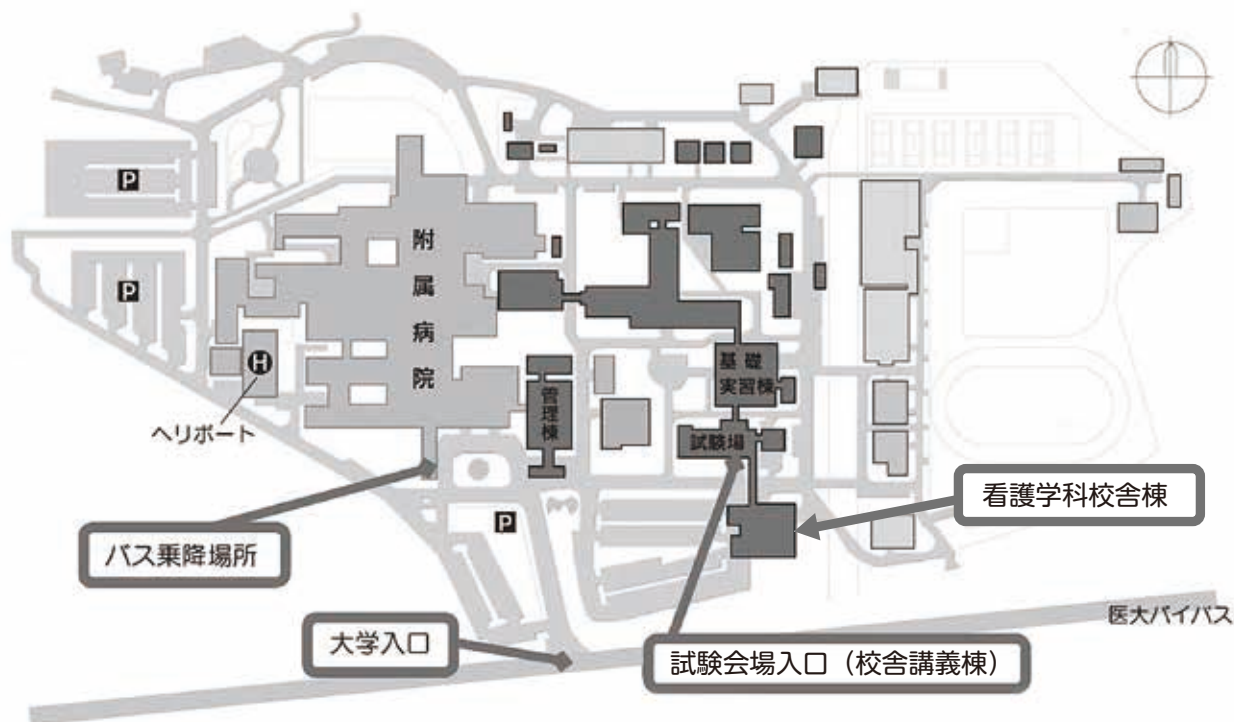 P
附属病院
P
基礎
実習棟
H
管理棟
ヘリポート
試験場
看護学科校舎棟
P
バス乗降場所
医大バイパス
大学入口
試験会場入口（校舎講義棟）